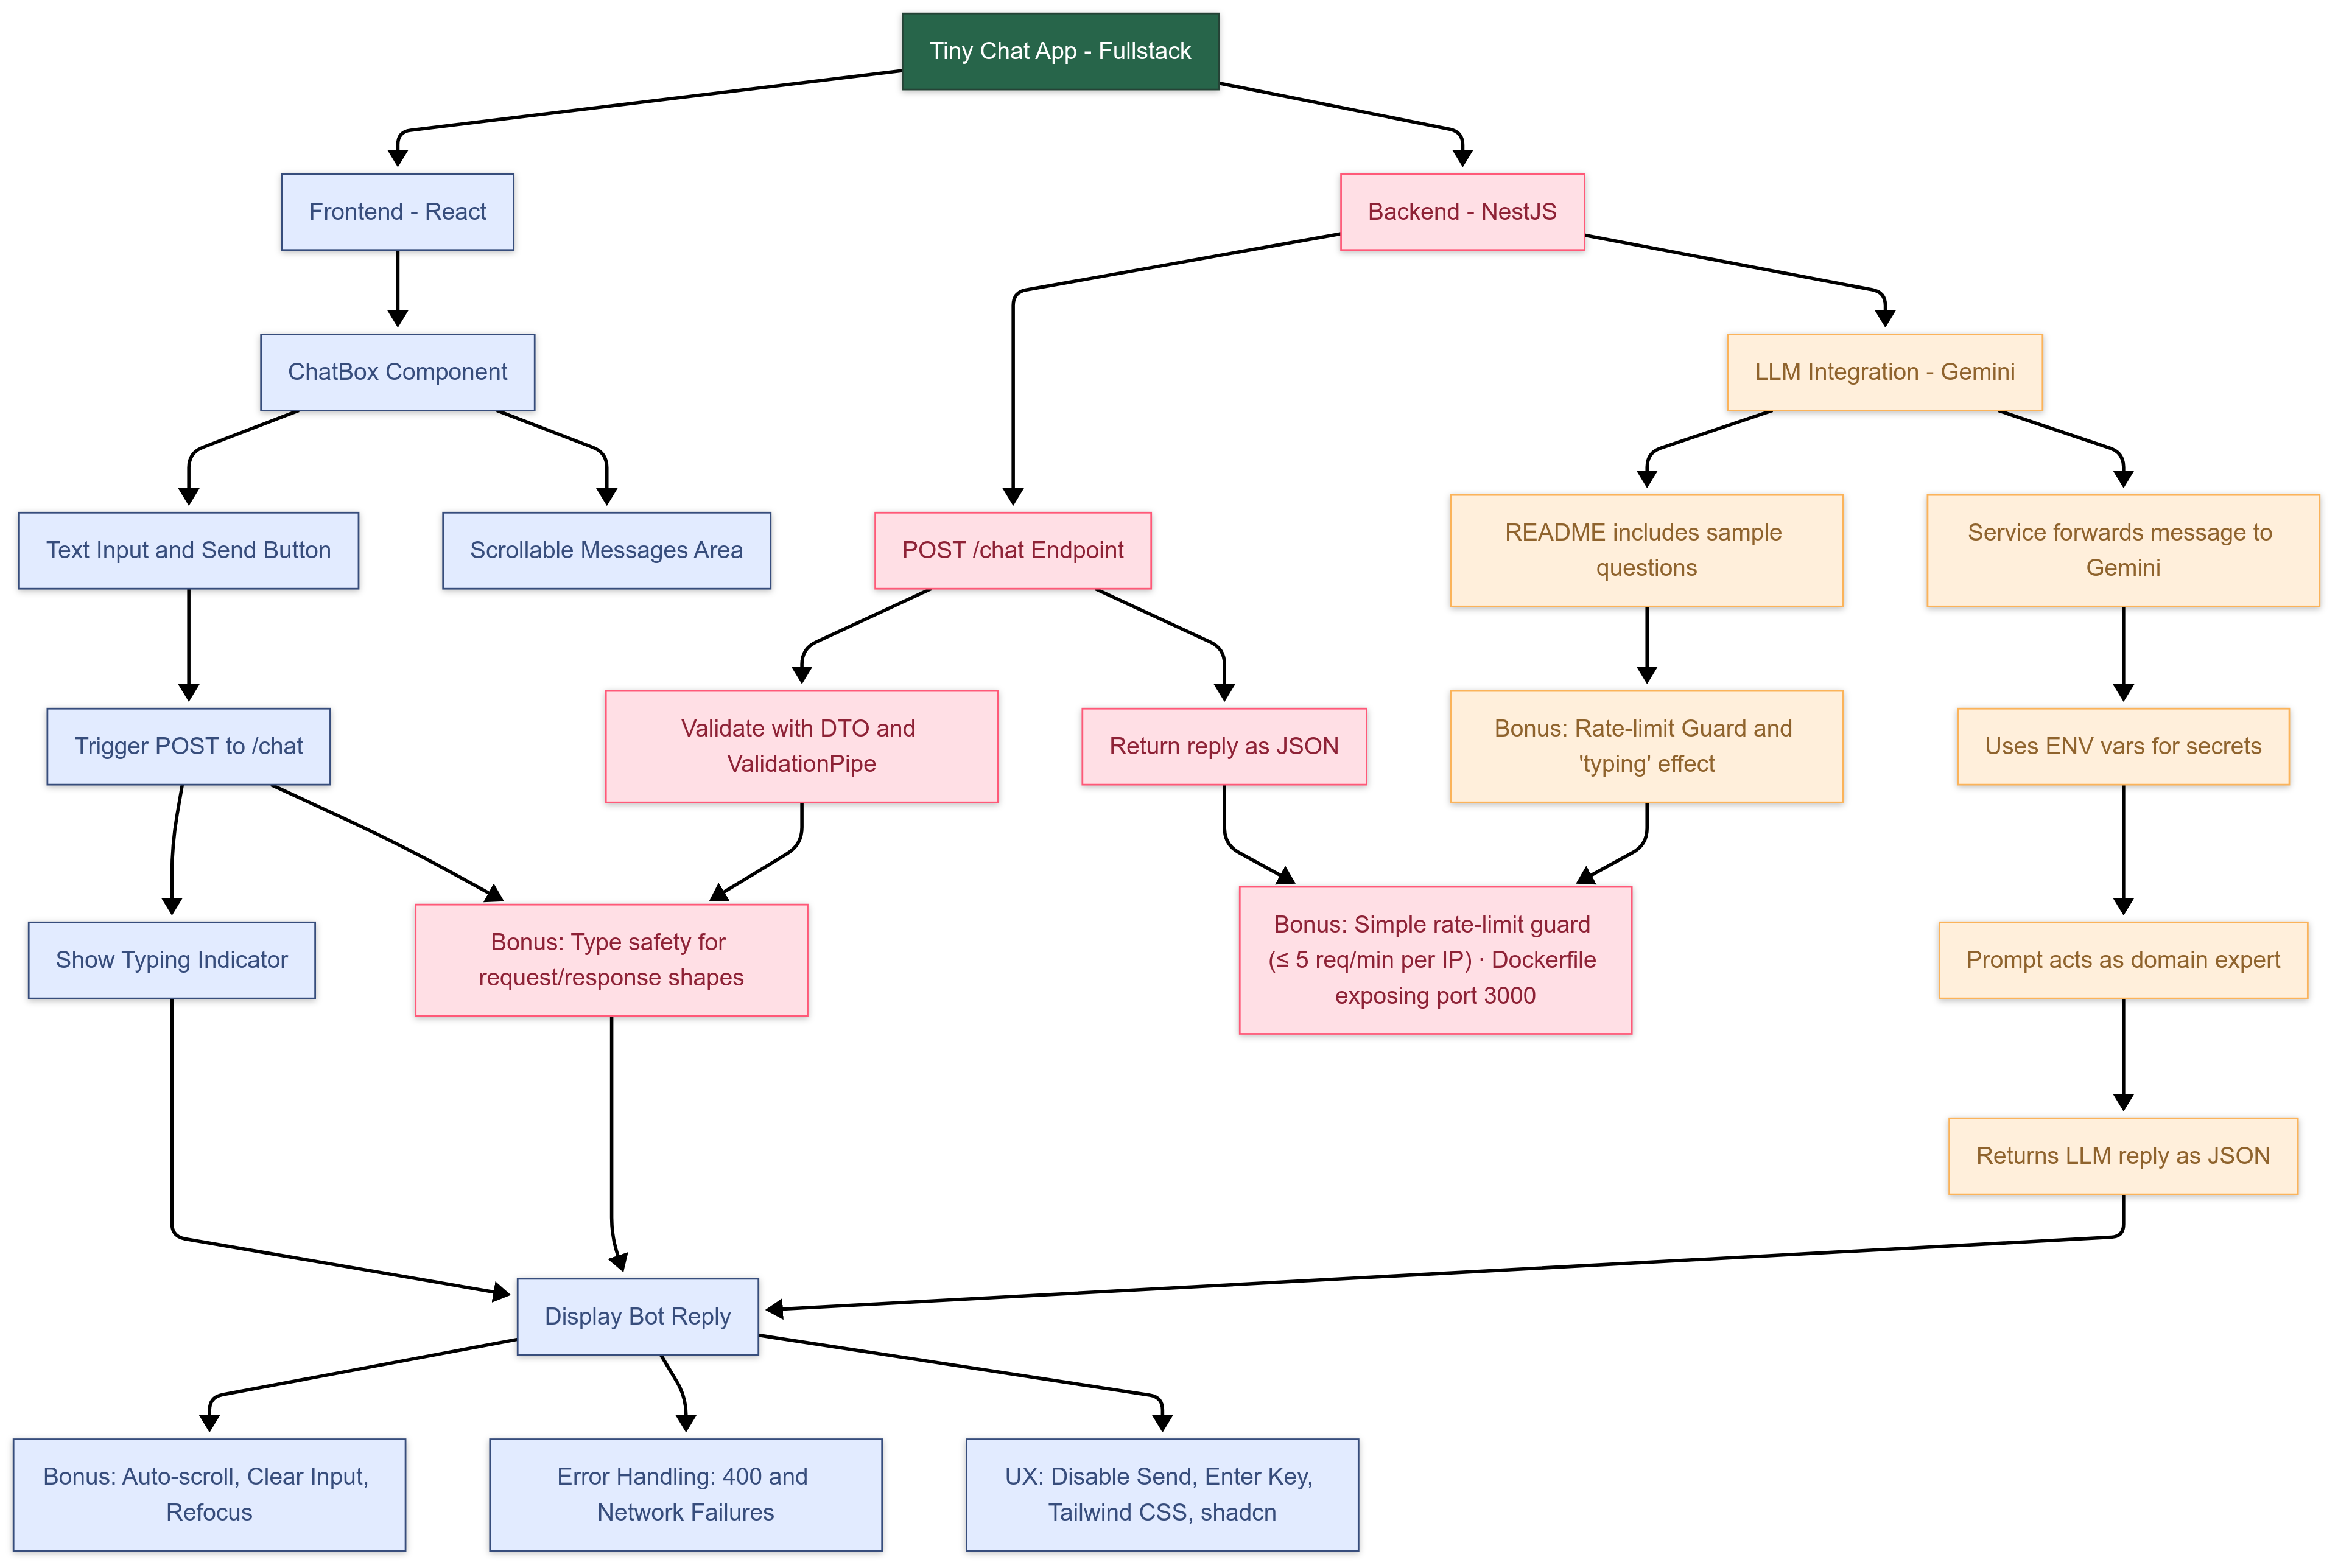 Tiny Chat App - Fullstack
Frontend - React
Backend - NestJS
ChatBox Component
LLM Integration - Gemini
Text Input and Send Button
Scrollable Messages Area
POST /chat Endpoint
README includes sample
questions
Service forwards message to
Gemini
Trigger POST to /chat
Validate with DTO and
ValidationPipe
Return reply as JSON
Bonus: Rate-limit Guard and
'typing' effect
Uses ENV vars for secrets
Show Typing Indicator
Bonus: Type safety for
request/response shapes
Bonus: Simple rate-limit guard
(≤ 5 req/min per IP) · Dockerfile
exposing port 3000
Prompt acts as domain expert
Returns LLM reply as JSON
Display Bot Reply
Bonus: Auto-scroll, Clear Input,
Refocus
Error Handling: 400 and
Network Failures
UX: Disable Send, Enter Key,
Tailwind CSS, shadcn